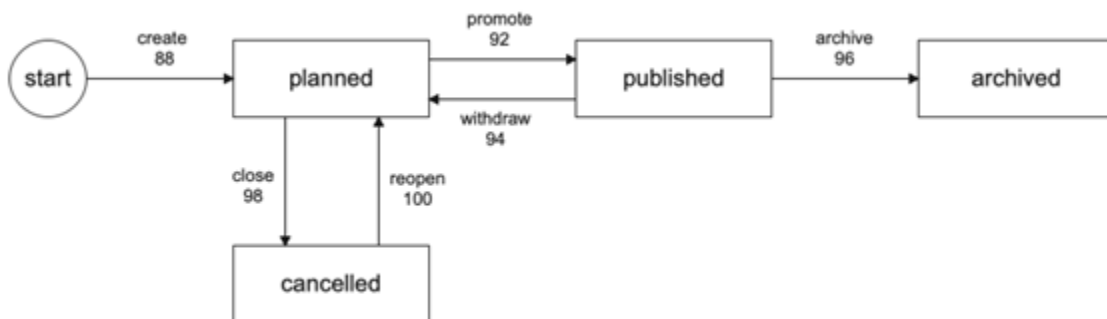 start
create
88
planned
promote
92
withdraw
94
published
archive
96
archived
close
98
reopen
100
cancelled